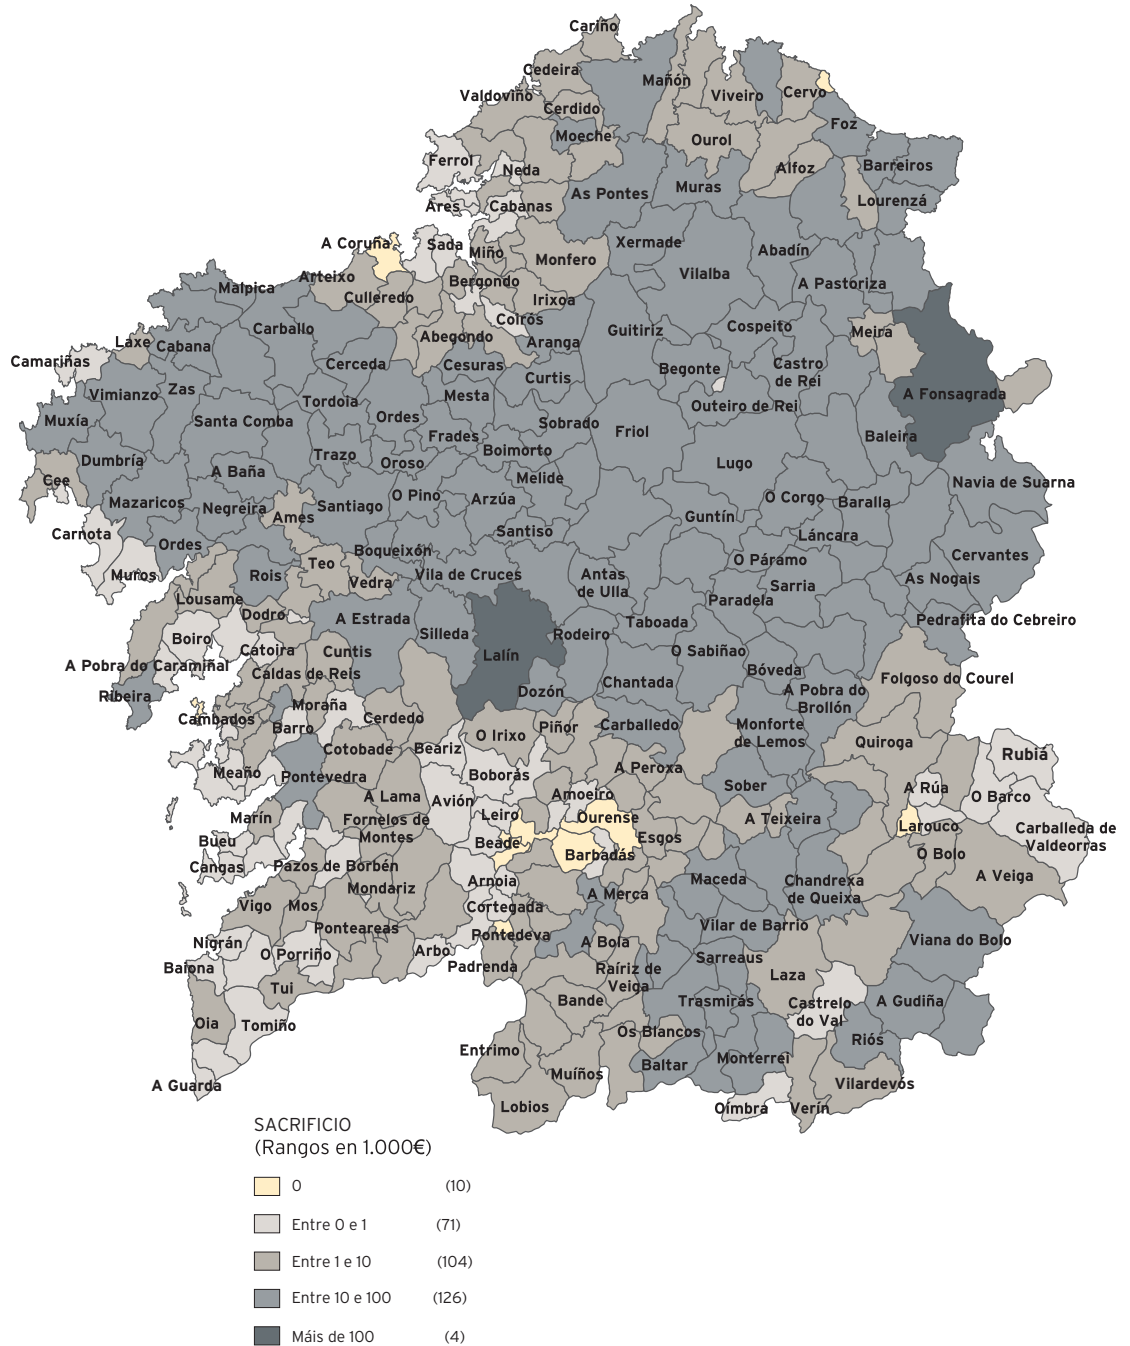 Cariño
Cedeira
Mañón
Valdoviño
Viveiro
Cervo
Cerdido
Moeche
Foz
Ourol
Ferrol
Neda
Alfoz
Barreiros
As Pontes
Muras
Lourenzá
Ares
Cabanas
A Coruña
Sada
Miño
Xermade
Abadín
Monfero
Arteixo
Bergondo
Vilalba
A Pastoriza
Malpica
Culleredo
Irixoa
Coirós
Carballo
Guitiriz
Cospeito
Meira
Laxe
Cabana
Abegondo
Aranga
Camariñas
Cerceda
Cesuras
Begonte
Castro
de Rei
Curtis
Vimianzo
Zas
Mesta
A Fonsagrada
Tordoia
Outeiro de Rei
Muxía
Santa Comba
Ordes
Sobrado
Friol
Frades
Baleira
Boimorto
Dumbría
Trazo
Oroso
Lugo
A Baña
Cee
Melide
Navia de Suarna
O Pino
Arzúa
O Corgo
Baralla
Mazaricos
Negreira
Santiago
Ames
Guntín
Carnota
Santiso
Láncara
Ordes
Boqueixón
Cervantes
Teo
O Páramo
Muros
Rois
Vedra
Vila de Cruces
Antas
de Ulla
Sarria
As Nogais
Lousame
Paradela
Dodro
A Estrada
Taboada
Pedrafita do Cebreiro
Boiro
Silleda
Rodeiro
Catoira
Cuntis
Lalín
O Sabiñao
A Pobra do Caramiñal
Caldas de Reis
Bóveda
Folgoso do Courel
Chantada
Ribeira
Dozón
A Pobra do
Brollón
Moraña
Cambados
Cerdedo
Barro
Piñor
Carballedo
Monforte
de Lemos
O Irixo
Cotobade
Beariz
Quiroga
Rubiá
Meaño
Pontevedra
Boborás
A Peroxa
Sober
A Rúa
A Lama
Avión
Amoeiro
O Barco
Marín
Fornelos de
Montes
Leiro
Ourense
A Teixeira
Larouco
Carballeda de
Valdeorras
Bueu
Beade
Esgos
Barbadás
O Bolo
Cangas
Pazos de Borbén
Arnoia
Maceda
Chandrexa
de Queixa
A Veiga
Mondariz
A Merca
Vigo
Mos
Cortegada
Ponteareas
Pontedeva
Vilar de Barrio
Nigrán
A Bola
Viana do Bolo
O Porriño
Arbo
Baiona
Padrenda
Raíriz de
Veiga
Sarreaus
Laza
Tui
Bande
Trasmirás
Castrelo
do Val
A Gudiña
Oia
Tomiño
Os Blancos
Riós
Entrimo
Baltar
Monterrei
A Guarda
Muíños
Vilardevós
Lobios
Oímbra
Verín
SACRIFICIO
(Rangos en 1.000€)
0 (10)
Entre 0 e 1 (71)
Entre 1 e 10 (104)
Entre 10 e 100 (126)
Máis de 100 (4)